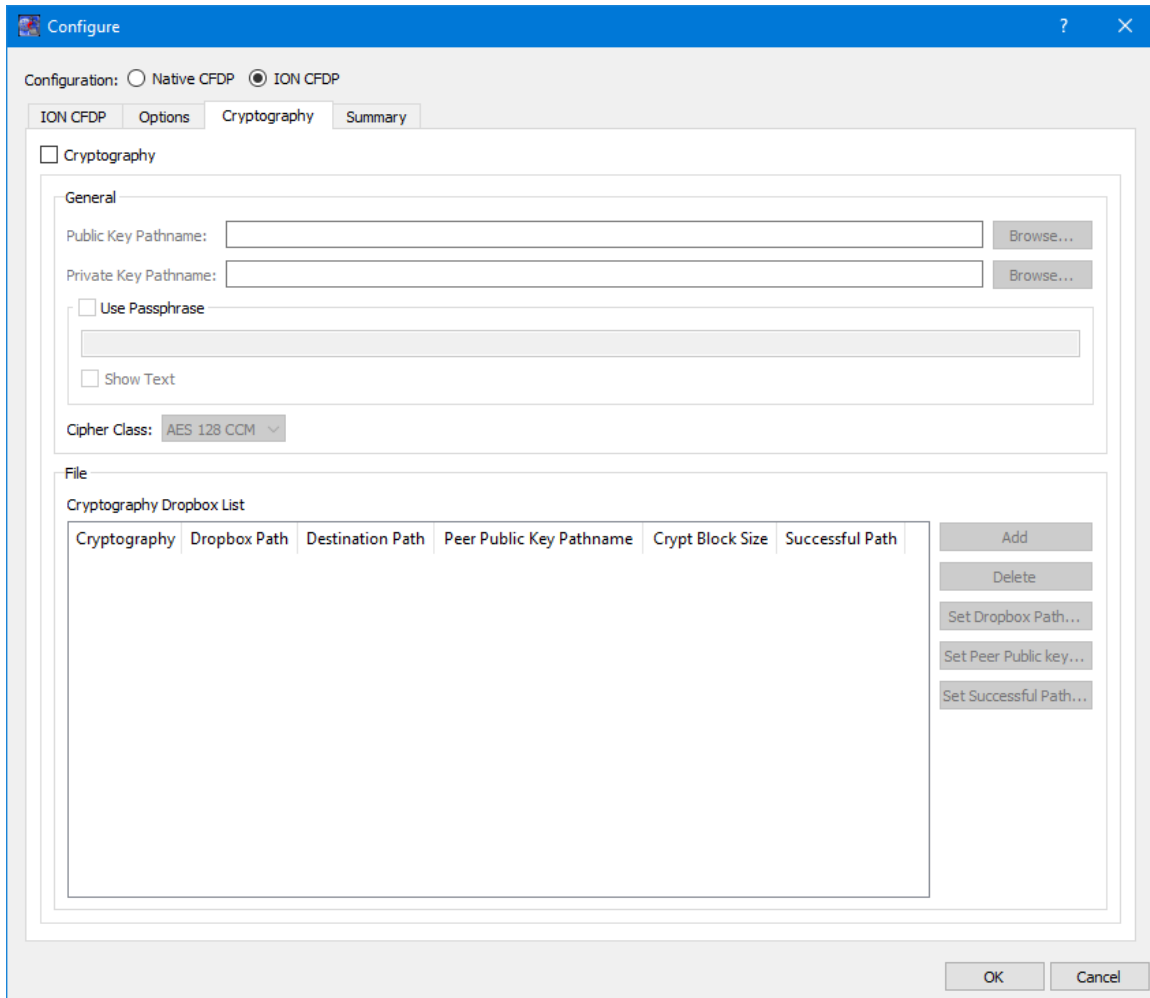 Configure
?
Configuration: Native CFDP ION CFDP
ION CFDP Options Cryptography Summary
Cryptography
General
Public Key Pathname: Browse...
Private Key Pathname: Browse...
Use Passphrase
Show Text
Cipher Class: AES 128 CCM
File
Cryptography Dropbox List
Cryptography Dropbox Path Destination Path Peer Public Key Pathname Crypt Block Size Successful Path
Add
Delete
Set Dropbox Path...
Set Peer Public key...
Set Successful Path...
OK Cancel